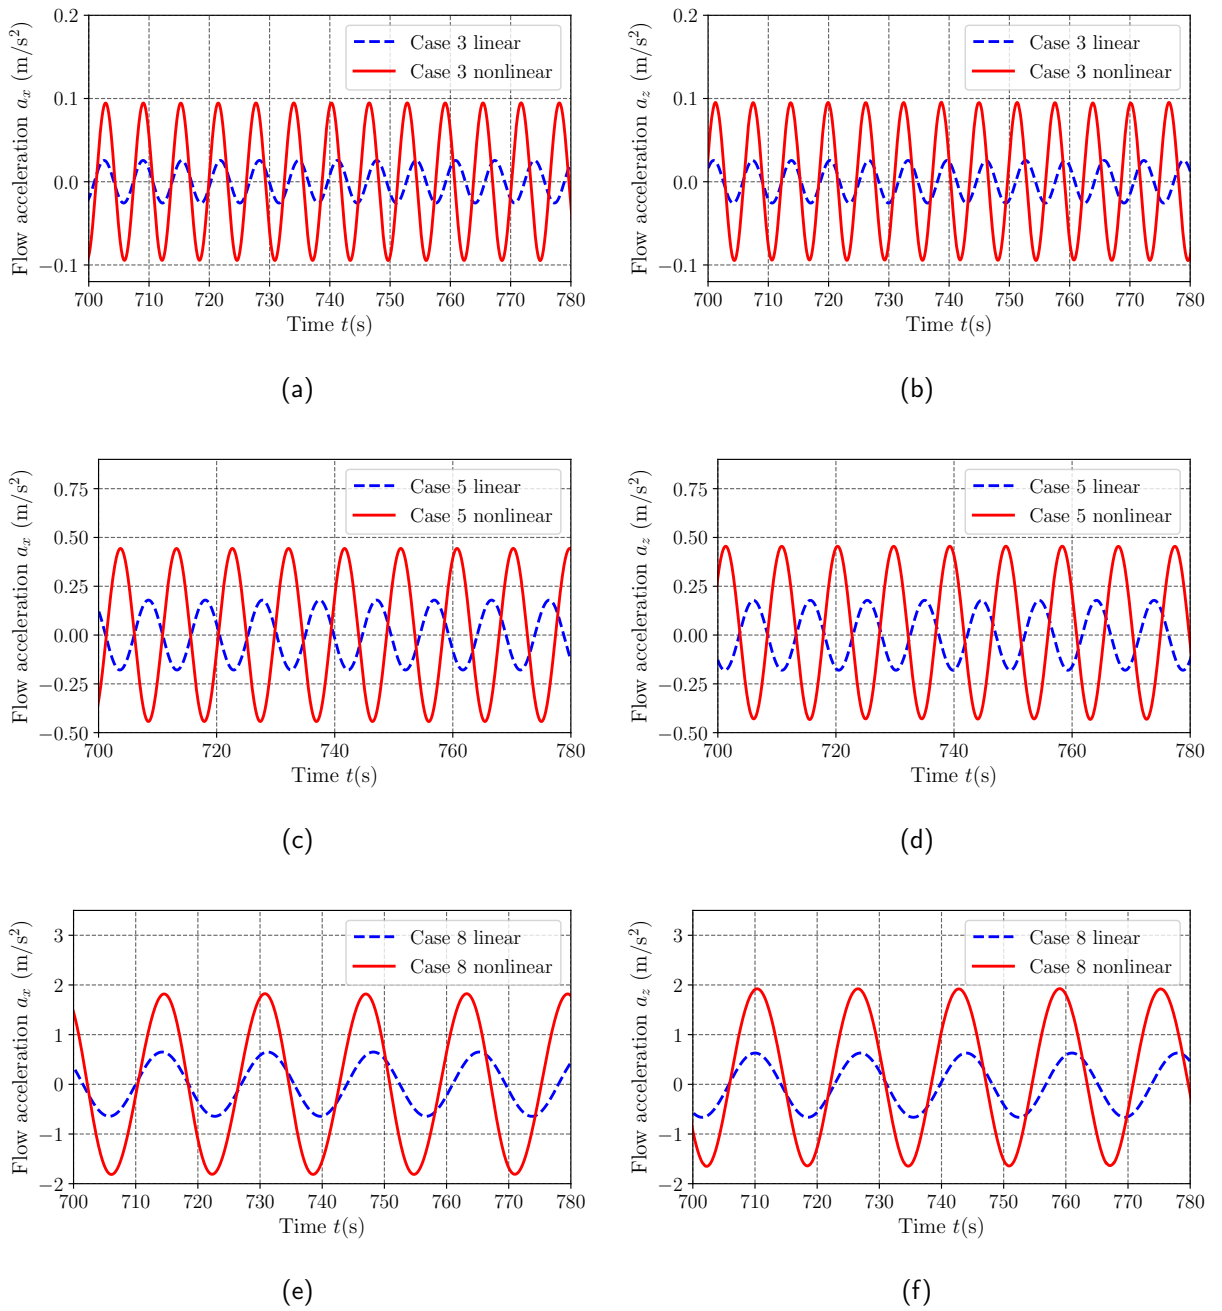 0.2
0.1
0.0
−0.1
Flow acceleration a_x (m/s²)
Case 3 linear
Case 3 nonlinear
700 710 720 730 740 750 760 770 780
Time t(s)
(a)
0.2
0.1
0.0
−0.1
Flow acceleration a_z (m/s²)
Case 3 linear
Case 3 nonlinear
700 710 720 730 740 750 760 770 780
Time t(s)
(b)
0.75
0.50
0.25
0.00
−0.25
−0.50
Flow acceleration a_x (m/s²)
Case 5 linear
Case 5 nonlinear
700 720 740 760 780
Time t(s)
(c)
0.75
0.50
0.25
0.00
−0.25
−0.50
Flow acceleration a_z (m/s²)
Case 5 linear
Case 5 nonlinear
700 720 740 760 780
Time t(s)
(d)
3
2
1
0
−1
−2
Flow acceleration a_x (m/s²)
Case 8 linear
Case 8 nonlinear
700 710 720 730 740 750 760 770 780
Time t(s)
(e)
3
2
1
0
−1
−2
Flow acceleration a_z (m/s²)
Case 8 linear
Case 8 nonlinear
700 710 720 730 740 750 760 770 780
Time t(s)
(f)